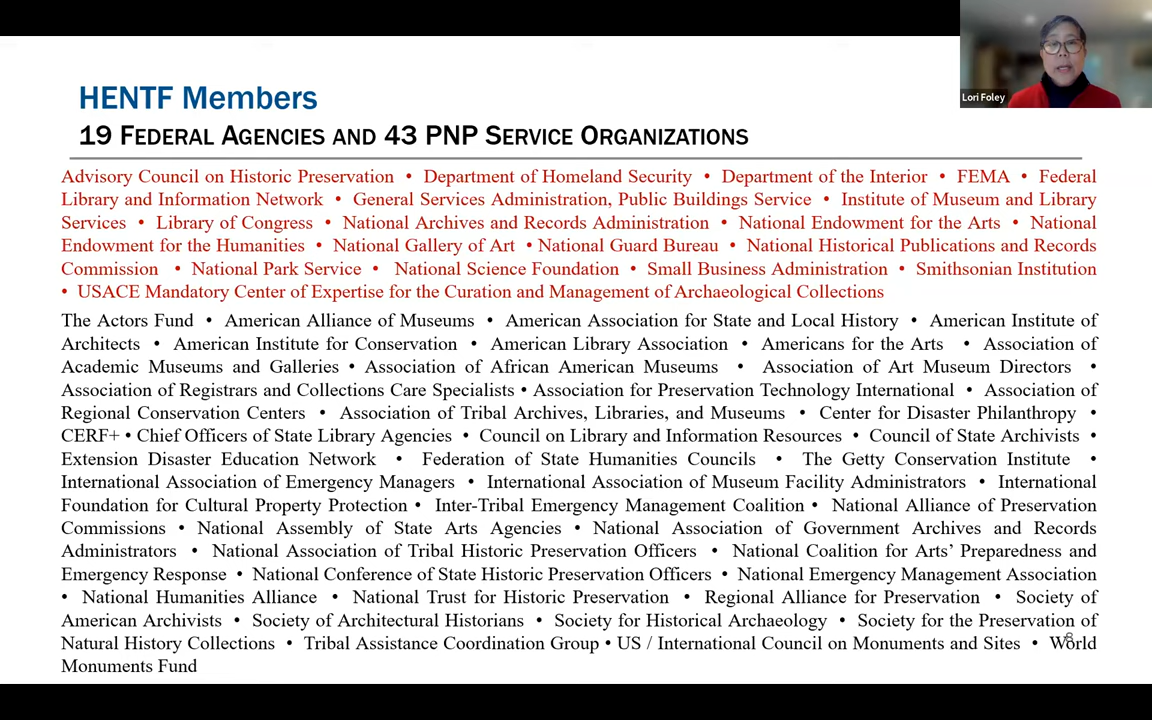 HENTF Members
19 FEDERAL AGENCIES AND 43 PNP SERVICE ORGANIZATIONS
Lori Foley
Advisory Council on Historic Preservation • Department of Homeland Security • Department of the Interior • FEMA • Federal
Library and Information Network • General Services Administration, Public Buildings Service • Institute of Museum and Library
Services • Library of Congress • National Archives and Records Administration • National Endowment for the Arts • National
Endowment for the Humanities • National Gallery of Art • National Guard Bureau • National Historical Publications and Records
Commission • National Park Service • National Science Foundation • Small Business Administration • Smithsonian Institution
• USACE Mandatory Center of Expertise for the Curation and Management of Archaeological Collections
The Actors Fund • American Alliance of Museums • American Association for State and Local History • American Institute of
Architects • American Institute for Conservation • American Library Association • Americans for the Arts • Association of
Academic Museums and Galleries • Association of African American Museums • Association of Art Museum Directors •
Association of Registrars and Collections Care Specialists • Association for Preservation Technology International • Association of
Regional Conservation Centers • Association of Tribal Archives, Libraries, and Museums • Center for Disaster Philanthropy •
CERF+ • Chief Officers of State Library Agencies • Council on Library and Information Resources • Council of State Archivists •
Extension Disaster Education Network • Federation of State Humanities Councils • The Getty Conservation Institute •
International Association of Emergency Managers • International Association of Museum Facility Administrators • International
Foundation for Cultural Property Protection • Inter-Tribal Emergency Management Coalition • National Alliance of Preservation
Commissions • National Assembly of State Arts Agencies • National Association of Government Archives and Records
Administrators • National Association of Tribal Historic Preservation Officers • National Coalition for Arts’ Preparedness and
Emergency Response • National Conference of State Historic Preservation Officers • National Emergency Management Association
• National Humanities Alliance • National Trust for Historic Preservation • Regional Alliance for Preservation • Society of
American Archivists • Society of Architectural Historians • Society for Historical Archaeology • Society for the Preservation of
Natural History Collections • Tribal Assistance Coordination Group • US / International Council on Monuments and Sites • World
Monuments Fund
8